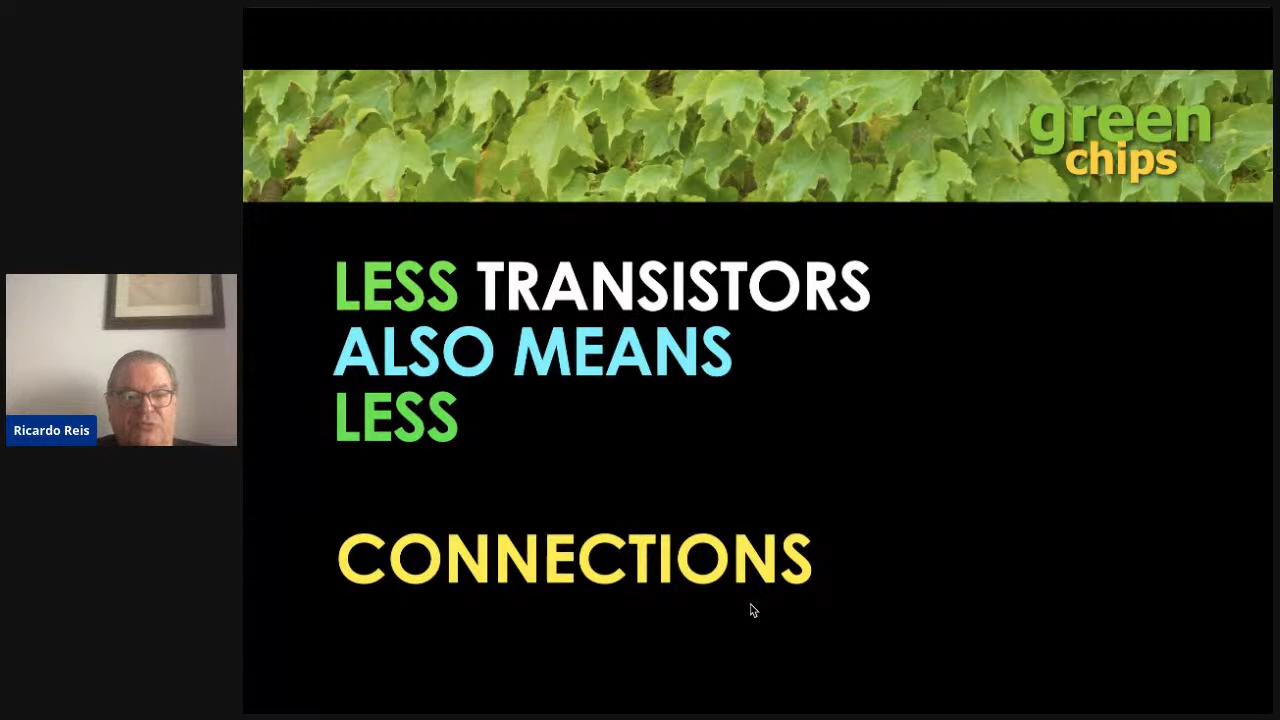 green
chips
LESS TRANSISTORS
ALSO MEANS
LESS
CONNECTIONS
Ricardo Reis